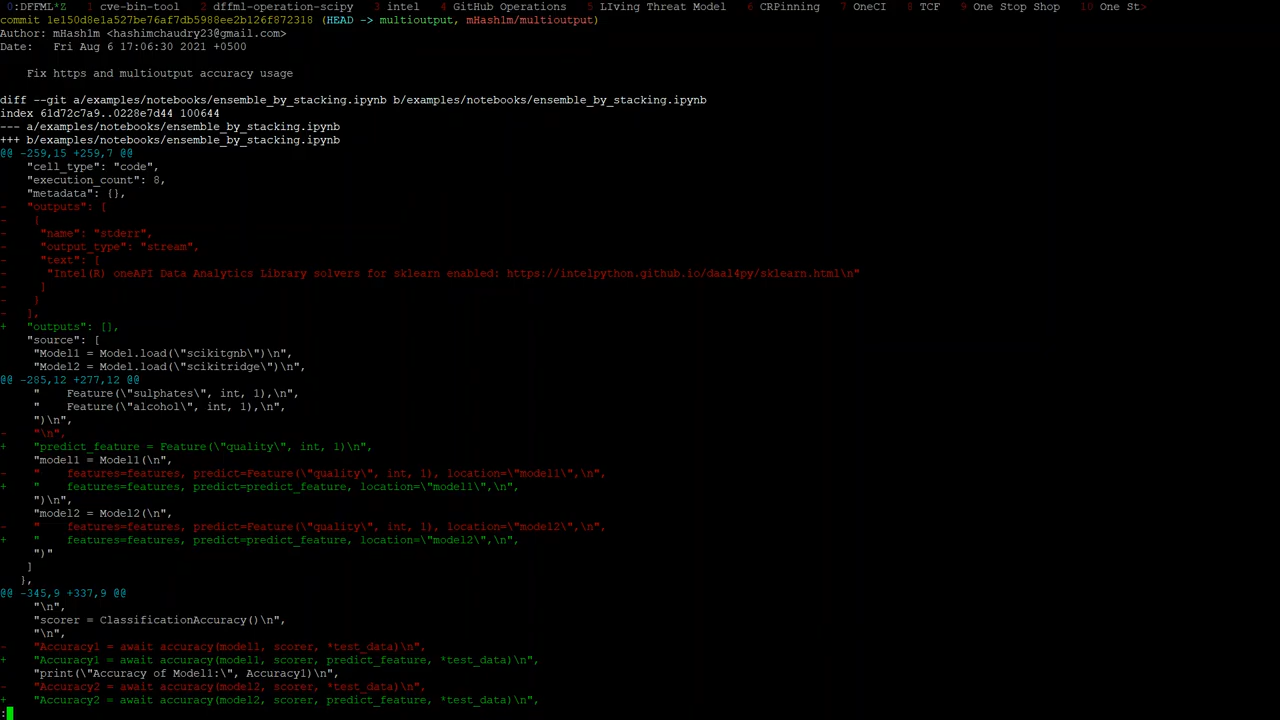 0:DFFML*Z  1 cve-bin-tool  2 dffml-operation-scipy  3 intel  4 GitHub Operations  5 LIving Threat Model  6 CRPinning  7 OneCI  8 TCF  9 One Stop Shop  10 One St>
commit 1e150d8e1a527be76af7db5988ee2b126f872318 (HEAD -> multioutput, mHash1m/multioutput)
Author: mHash1m <hashimchaudry23@gmail.com>
Date:   Fri Aug 6 17:06:30 2021 +0500
    Fix https and multioutput accuracy usage
diff --git a/examples/notebooks/ensemble_by_stacking.ipynb b/examples/notebooks/ensemble_by_stacking.ipynb
index 61d72c7a9..0228e7d44 100644
--- a/examples/notebooks/ensemble_by_stacking.ipynb
+++ b/examples/notebooks/ensemble_by_stacking.ipynb
@@ -259,15 +259,7 @@
    "cell_type": "code",
    "execution_count": 8,
    "metadata": {},
-   "outputs": [
-    {
-     "name": "stderr",
-     "output_type": "stream",
-     "text": [
-      "Intel(R) oneAPI Data Analytics Library solvers for sklearn enabled: https://intelpython.github.io/daal4py/sklearn.html\n"
-     ]
-    }
-   ],
+   "outputs": [],
    "source": [
     "Model1 = Model.load(\"scikitgnb\")\n",
     "Model2 = Model.load(\"scikitridge\")\n",
@@ -285,12 +277,12 @@
     "    Feature(\"sulphates\", int, 1),\n",
     "    Feature(\"alcohol\", int, 1),\n",
     ")\n",
-    "\n",
+    "predict_feature = Feature(\"quality\", int, 1)\n",
     "model1 = Model1(\n",
-    "    features=features, predict=Feature(\"quality\", int, 1), location=\"model1\",\n",
+    "    features=features, predict=predict_feature, location=\"model1\",\n",
     ")\n",
     "model2 = Model2(\n",
-    "    features=features, predict=Feature(\"quality\", int, 1), location=\"model2\",\n",
+    "    features=features, predict=predict_feature, location=\"model2\",\n",
     ")"
    ]
   },
@@ -345,9 +337,9 @@
     "\n",
     "scorer = ClassificationAccuracy()\n",
     "\n",
-    "Accuracy1 = await accuracy(model1, scorer, *test_data)\n",
+    "Accuracy1 = await accuracy(model1, scorer, predict_feature, *test_data)\n",
     "print(\"Accuracy of Model1:\", Accuracy1)\n",
-    "Accuracy2 = await accuracy(model2, scorer, *test_data)\n",
+    "Accuracy2 = await accuracy(model2, scorer, predict_feature, *test_data)\n",
: